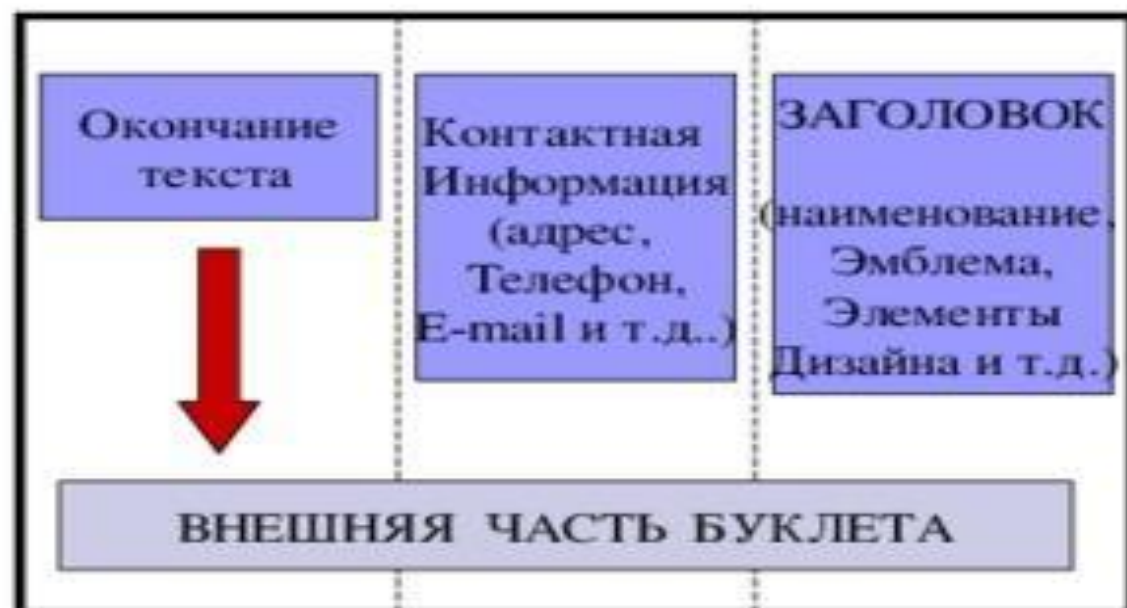 Окончание
текста
Контактная
Информация
(адрес,
Телефон,
E-mail и т.д..)
ЗАГОЛОВОК
(наименование,
Эмблема,
Элементы
Дизайна и т.д.)
ВНЕШНЯЯ ЧАСТЬ БУКЛЕТА